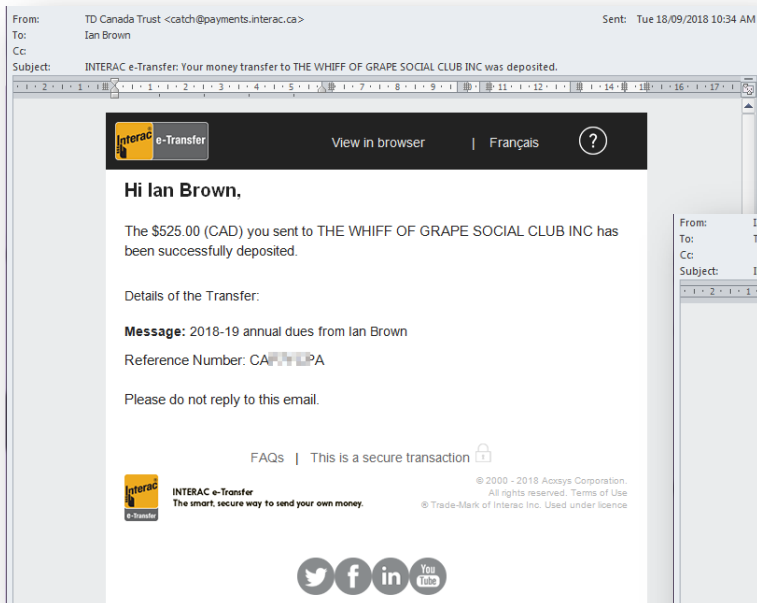 From: TD Canada Trust <catch@payments.interac.ca> Sent: Tue 18/09/2018 10:34 AM
To: Ian Brown
Cc:
Subject: INTERAC e-Transfer: Your money transfer to THE WHIFF OF GRAPE SOCIAL CLUB INC was deposited.
Interac® e-Transfer
View in browser | Français ?
Hi Ian Brown,
The $525.00 (CAD) you sent to THE WHIFF OF GRAPE SOCIAL CLUB INC has
been successfully deposited.
Details of the Transfer:
Message: 2018-19 annual dues from Ian Brown
Reference Number: CA PA
Please do not reply to this email.
FAQs | This is a secure transaction
Interac
e-Transfer
INTERAC e-Transfer
The smart, secure way to send your own money.
© 2000 - 2018 Acxsys Corporation.
All rights reserved. Terms of Use
® Trade-Mark of Interac Inc. Used under licence
f in You Tube
From:
To:
Cc:
Subject: